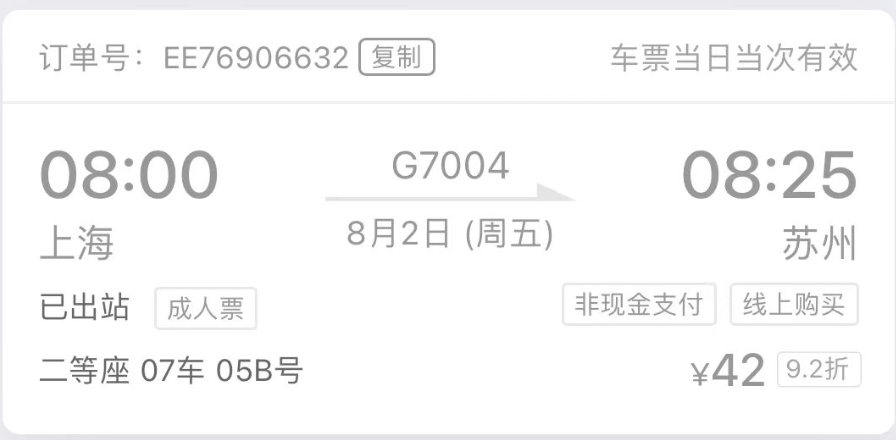 订单号：EE76906632 复制 车票当日当次有效
08:00 G7004 08:25
上海 8月2日 (周五) 苏州
已出站 成人票 非现金支付 线上购买
二等座 07车 05B号 ¥42 9.2折